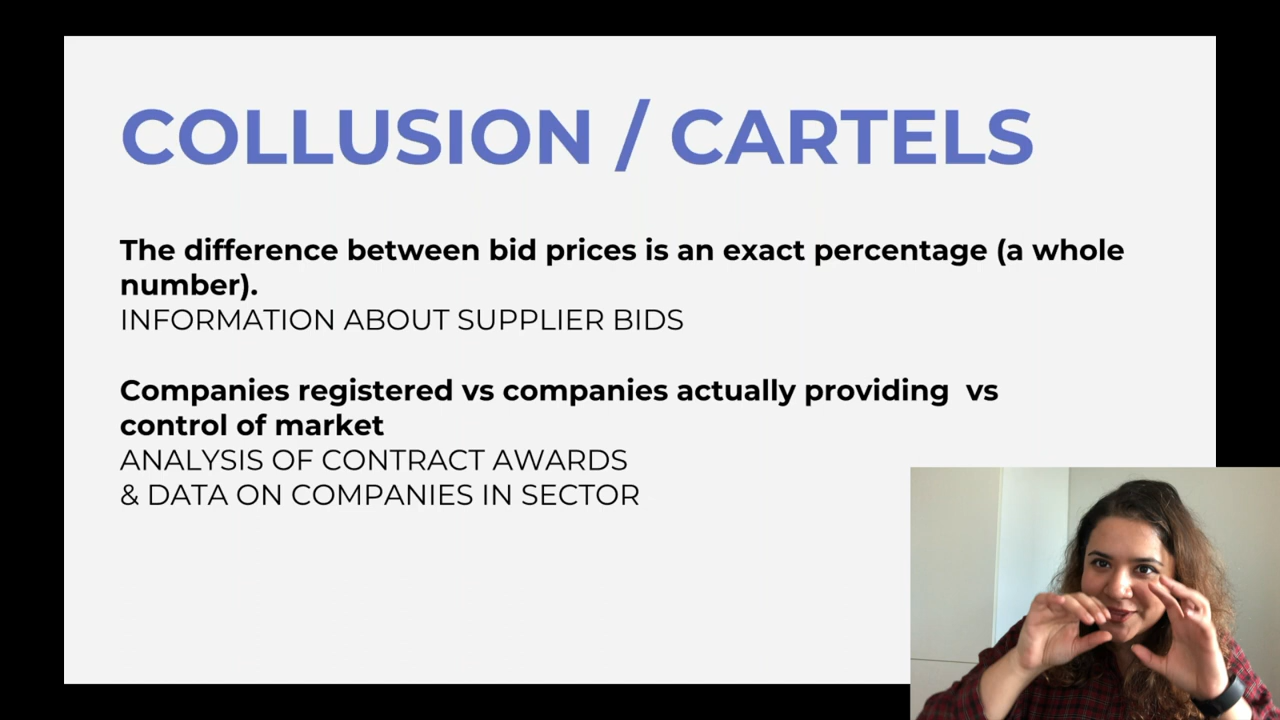 COLLUSION / CARTELS
The difference between bid prices is an exact percentage (a whole
number).
INFORMATION ABOUT SUPPLIER BIDS
Companies registered vs companies actually providing  vs
control of market
ANALYSIS OF CONTRACT AWARDS
& DATA ON COMPANIES IN SECTOR